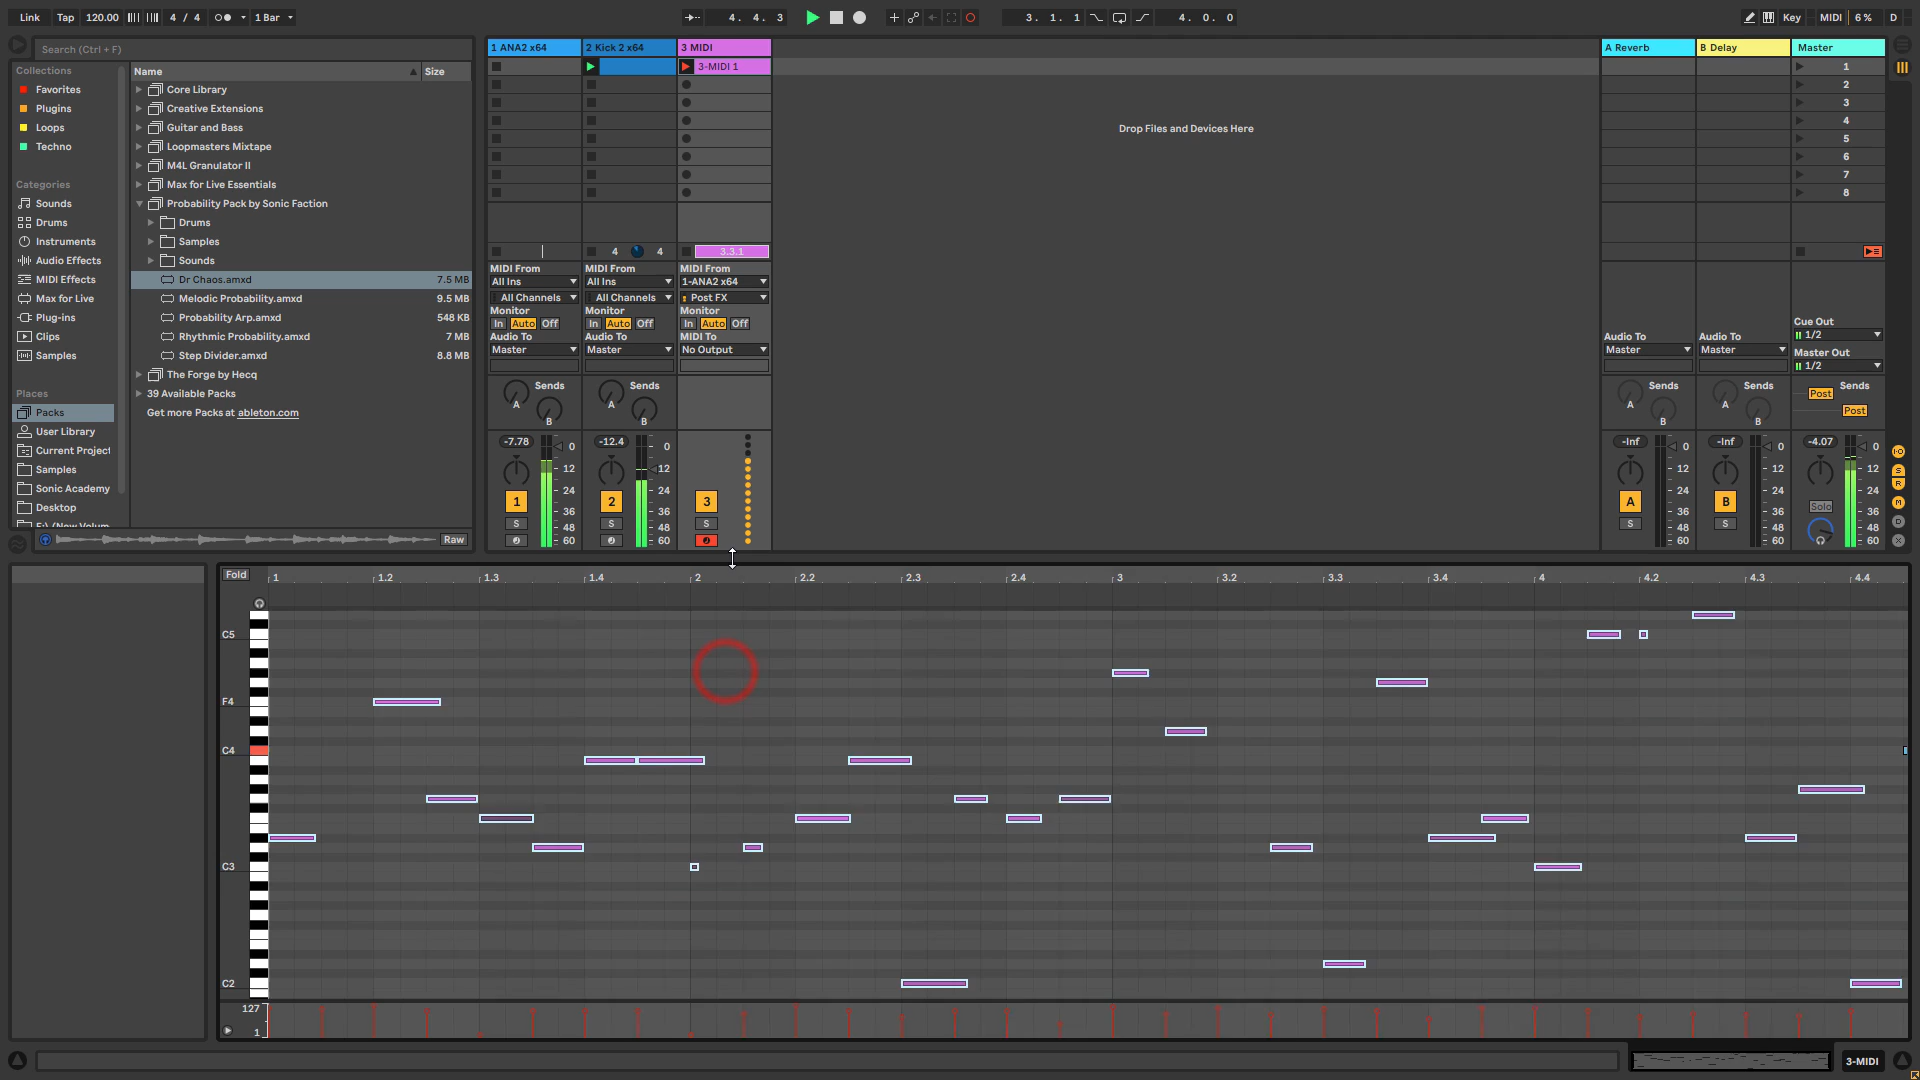 Link Tap 120.00 4 / 4 1 Bar 4. 4. 3 3. 1. 1 4. 0. 0 Key MIDI 6 % D
Search (Ctrl + F)
Collections
Favorites
Plugins
Loops
Techno
Categories
Sounds
Drums
Instruments
Audio Effects
MIDI Effects
Max for Live
Plug-ins
Clips
Samples
Places
Packs
User Library
Current Project
Samples
Sonic Academy
Desktop
Name Size
Core Library
Creative Extensions
Guitar and Bass
Loopmasters Mixtape
M4L Granulator II
Max for Live Essentials
Probability Pack by Sonic Faction
Drums
Samples
Sounds
Dr Chaos.amxd 7.5 MB
Melodic Probability.amxd 9.5 MB
Probability Arp.amxd 548 KB
Rhythmic Probability.amxd 7 MB
Step Divider.amxd 8.8 MB
The Forge by Hecq
39 Available Packs
Get more Packs at ableton.com
Raw
1 ANA2 x64 2 Kick 2 x64 3 MIDI A Reverb B Delay Master
3-MIDI 1 1
2
3
4
5
6
7
8
Drop Files and Devices Here
4 4 3.3.1
MIDI From MIDI From MIDI From
All Ins All Ins 1-ANA2 x64
All Channels All Channels Post FX
Monitor Monitor Monitor
In Auto Off In Auto Off In Auto Off
Audio To Audio To MIDI To Audio To Audio To
Master Master No Output Master Master
Cue Out
1/2
Master Out
1/2
Sends Sends Sends Sends Sends
A B A B A B A B Post Post
-7.78 -12.4 -Inf -Inf -4.07
0 12 24 36 48 60 0 12 24 36 48 60 0 12 24 36 48 60 0 12 24 36 48 60 0 12 24 36 48 60
1 2 3 A B Solo
S S S S S
Fold 1 1.2 1.3 1.4 2 2.2 2.3 2.4 3 3.2 3.3 3.4 4 4.2 4.3 4.4
C5
F4
C4
C3
C2
127
1
3-MIDI